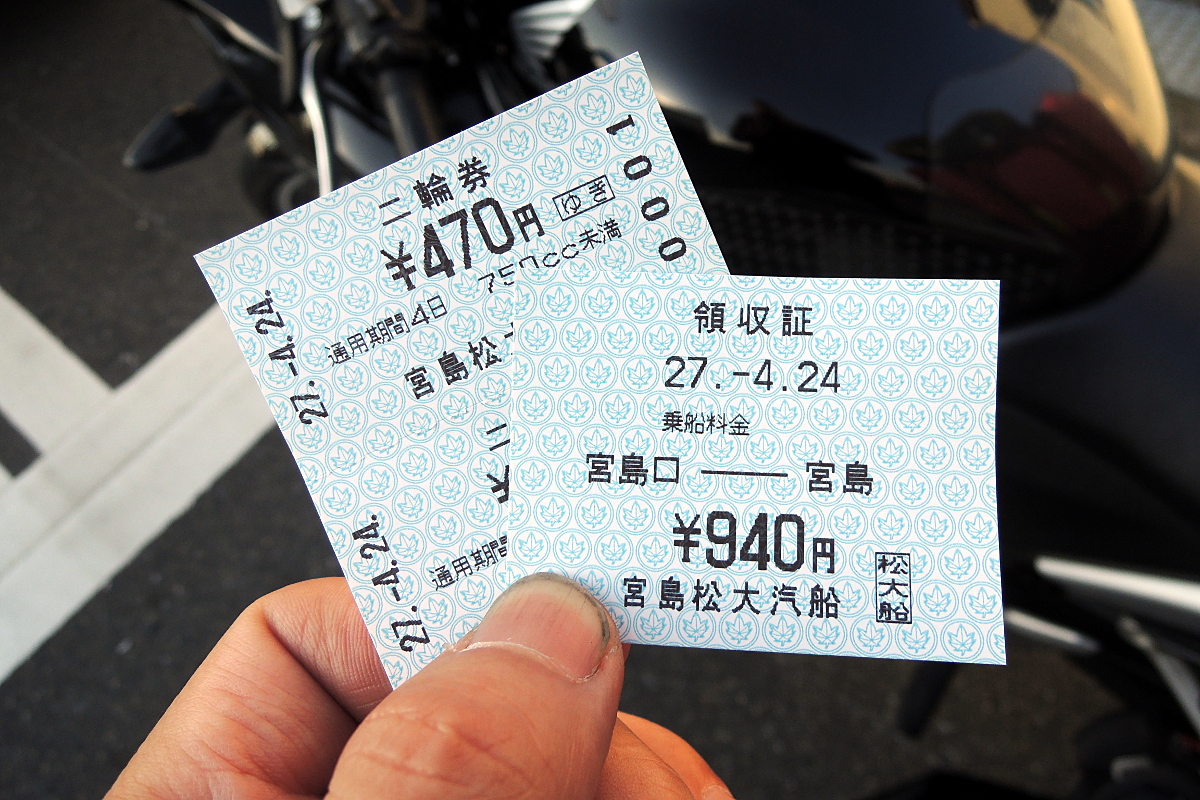 二輪券
¥470円 ゆき
1000
750cc未満
通用期間4日
27.-4.24.
宮島松
二
¥
通用期間
27.-4.24.
領収証
27.-4.24
乗船料金
宮島口 ―― 宮島
¥940円
宮島松大汽船
松大船